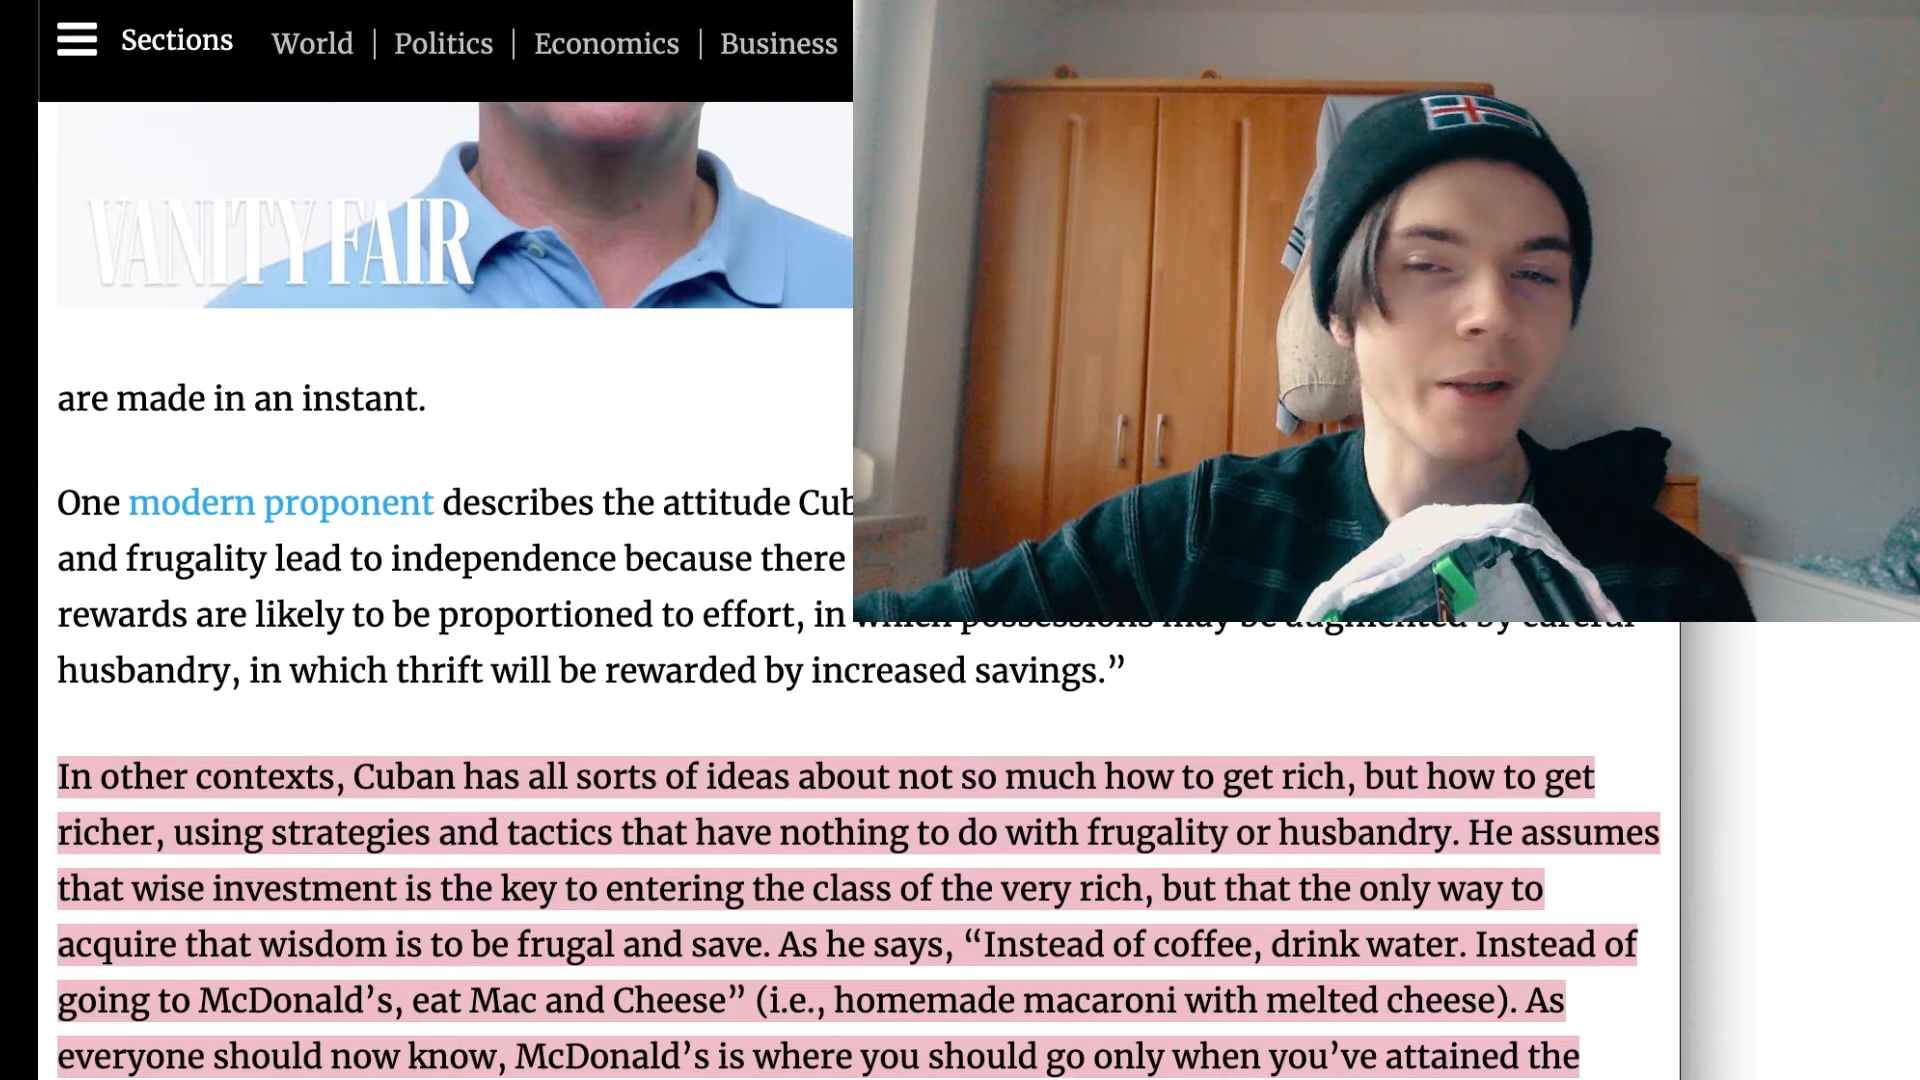 Sections World | Politics | Economics | Business
VANITY FAIR
are made in an instant.
One modern proponent describes the attitude Cub
and frugality lead to independence because there
rewards are likely to be proportioned to effort, in which possessions may be augmented by careful
husbandry, in which thrift will be rewarded by increased savings.”
In other contexts, Cuban has all sorts of ideas about not so much how to get rich, but how to get
richer, using strategies and tactics that have nothing to do with frugality or husbandry. He assumes
that wise investment is the key to entering the class of the very rich, but that the only way to
acquire that wisdom is to be frugal and save. As he says, “Instead of coffee, drink water. Instead of
going to McDonald’s, eat Mac and Cheese” (i.e., homemade macaroni with melted cheese). As
everyone should now know, McDonald’s is where you should go only when you’ve attained the